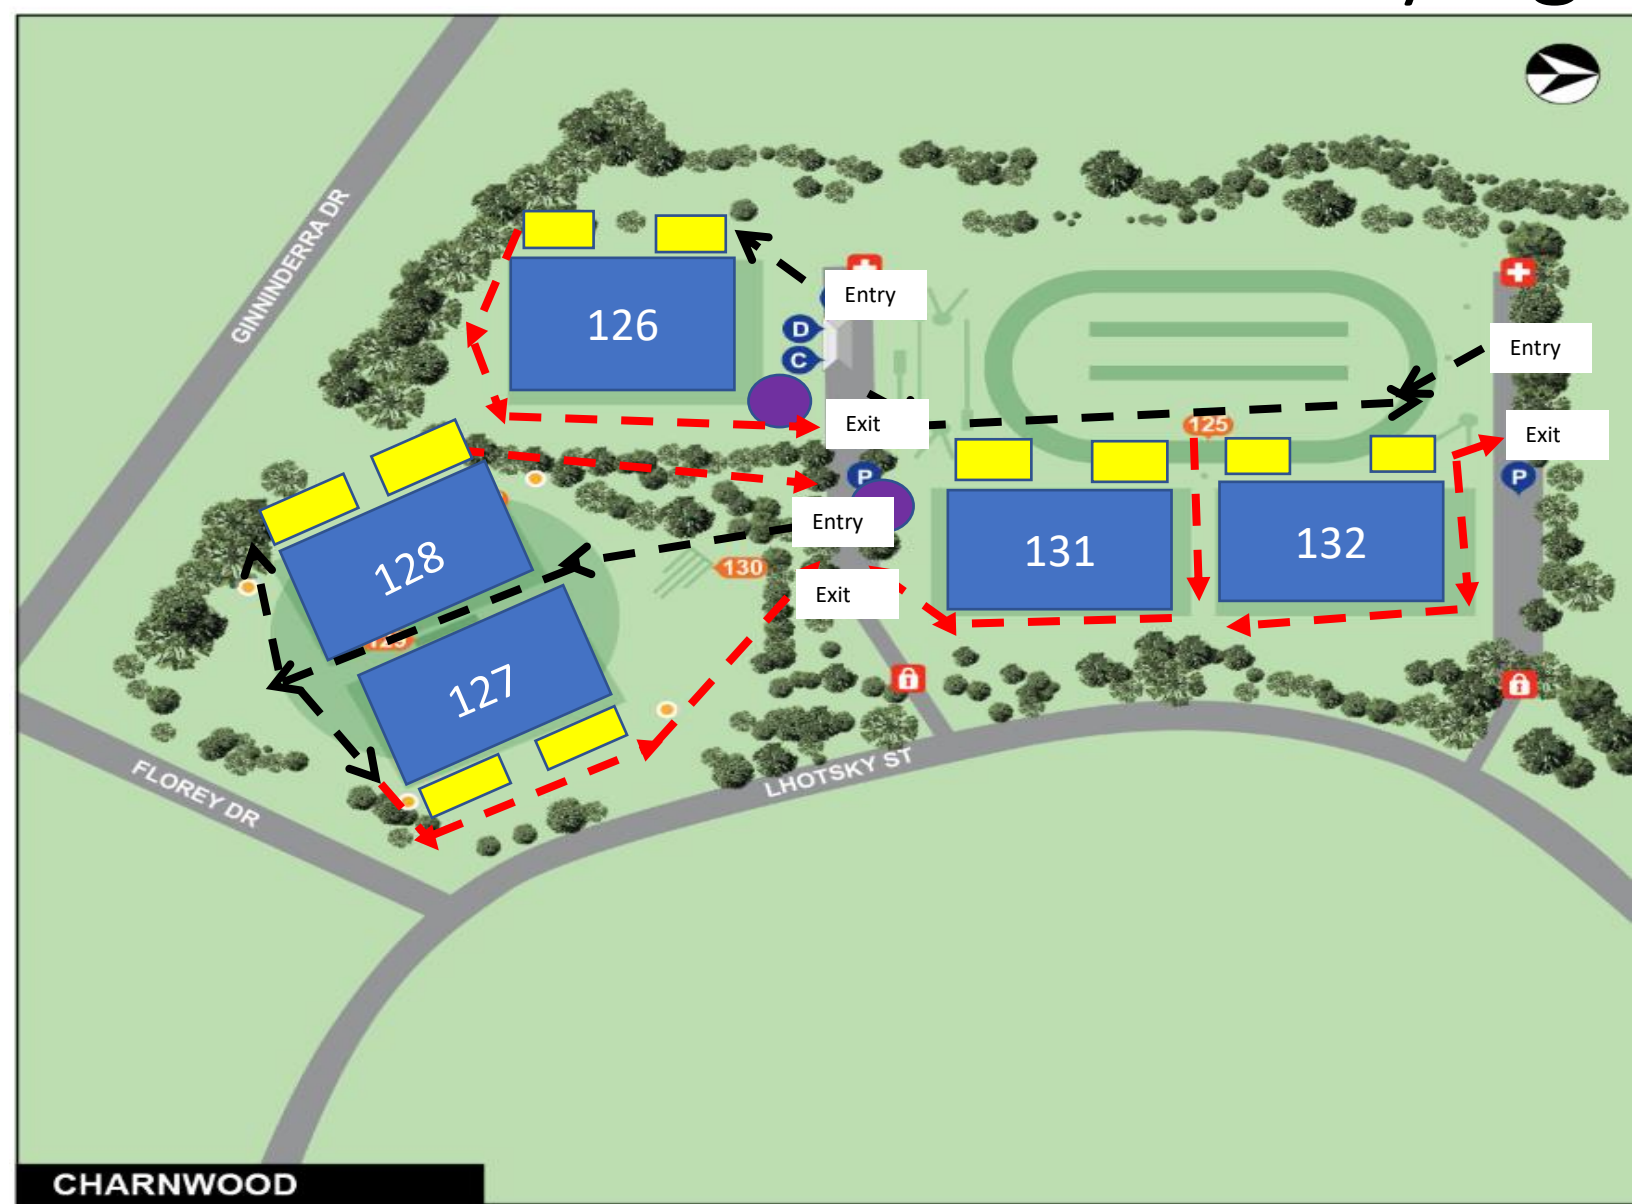 GINNINDERRA DR
126
Entry
D
C
Entry
Exit
125
Exit
P
P
128
Entry
131
132
130
Exit
127
LHOTSKY ST
FLOREY DR
CHARNWOOD